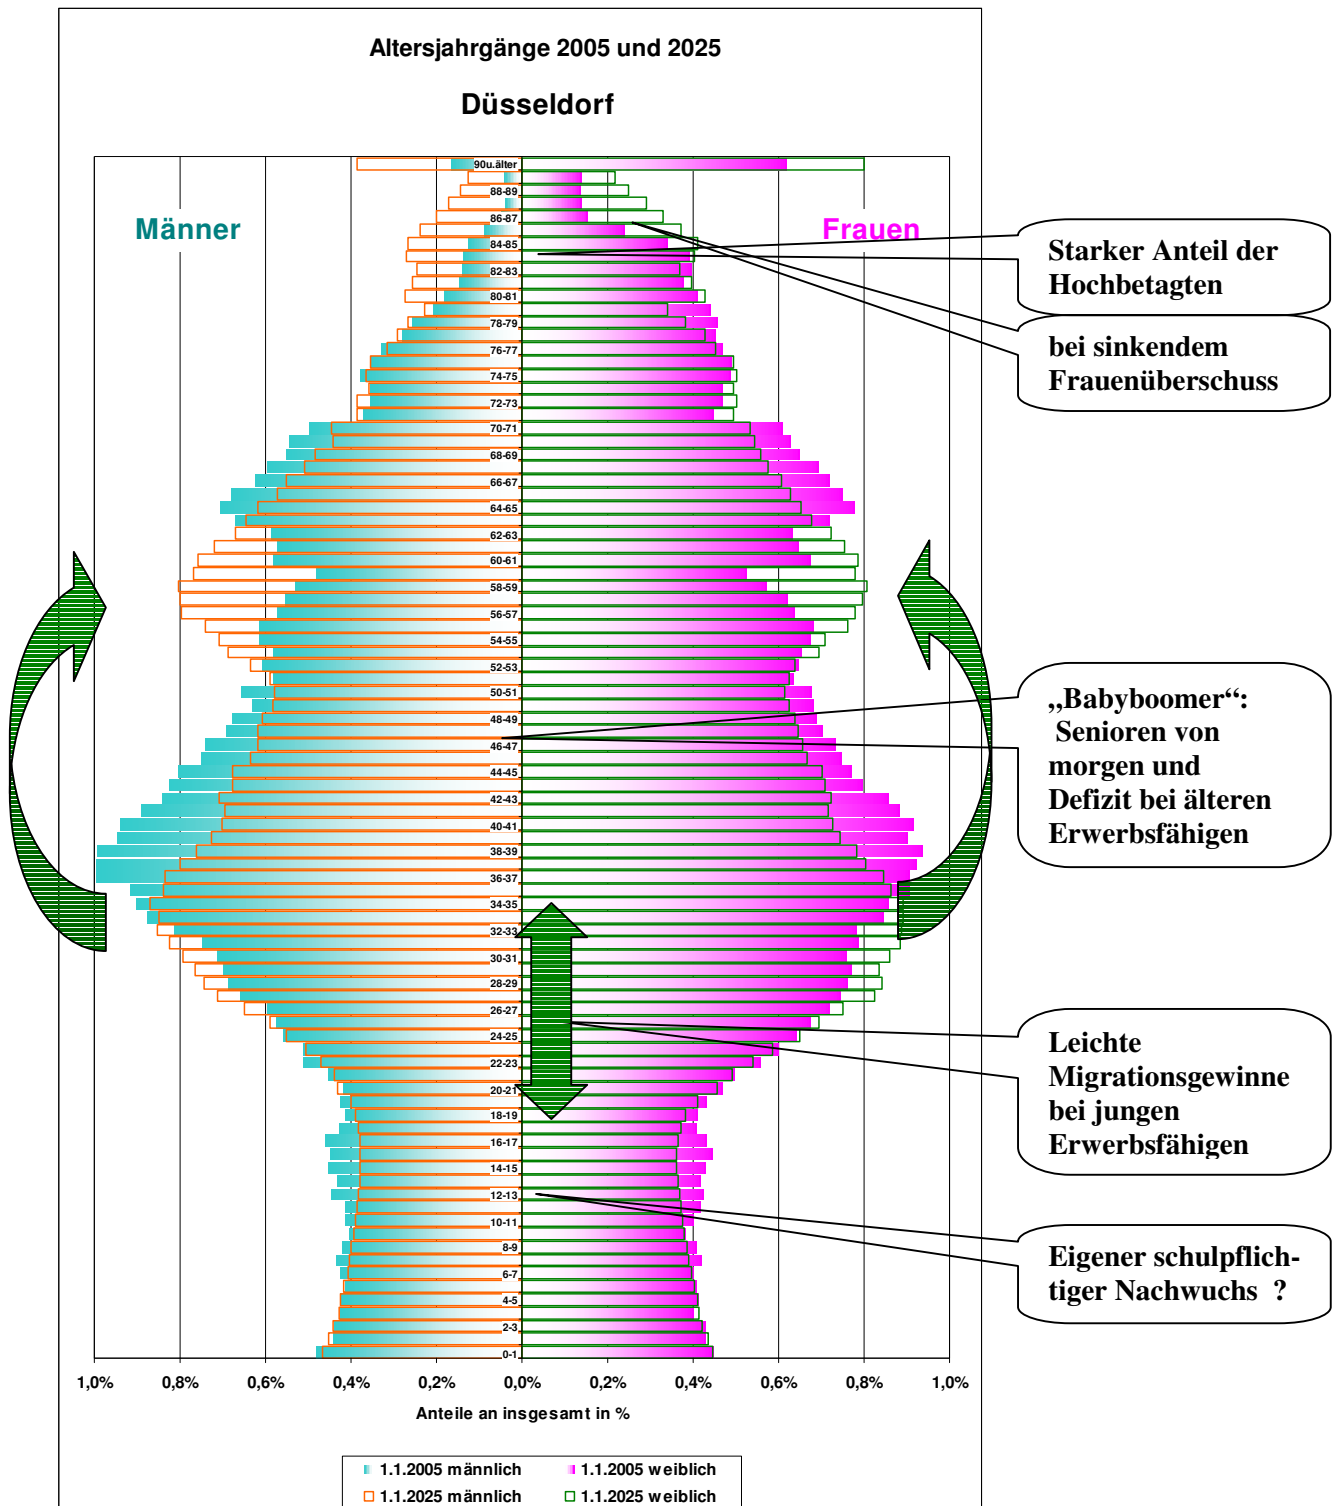 Altersjahrgänge 2005 und 2025
Düsseldorf
Männer
Frauen
90u.älter
88-89
86-87
84-85
82-83
80-81
78-79
76-77
74-75
72-73
70-71
68-69
66-67
64-65
62-63
60-61
58-59
56-57
54-55
52-53
50-51
48-49
46-47
44-45
42-43
40-41
38-39
36-37
34-35
32-33
30-31
28-29
26-27
24-25
22-23
20-21
18-19
16-17
14-15
12-13
10-11
8-9
6-7
4-5
2-3
0-1
1,0% 0,8% 0,6% 0,4% 0,2% 0,0% 0,2% 0,4% 0,6% 0,8% 1,0%
Anteile an insgesamt in %
1.1.2005 männlich 1.1.2005 weiblich
1.1.2025 männlich 1.1.2025 weiblich
Starker Anteil der
Hochbetagten
bei sinkendem
Frauenüberschuss
„Babyboomer“:
Senioren von
morgen und
Defizit bei älteren
Erwerbsfähigen
Leichte
Migrationsgewinne
bei jungen
Erwerbsfähigen
Eigener schulpflich-
tiger Nachwuchs ?